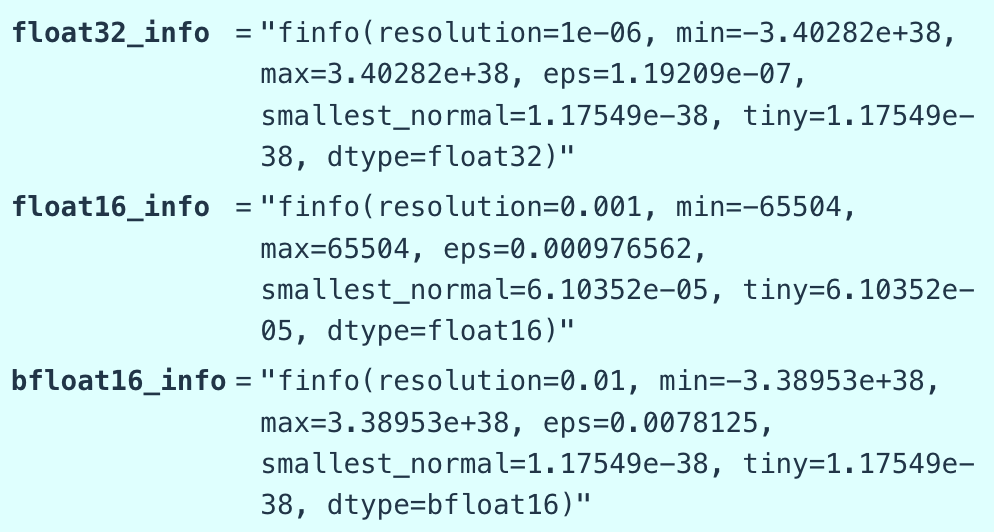 float32_info = "finfo(resolution=1e-06, min=-3.40282e+38,
max=3.40282e+38, eps=1.19209e-07,
smallest_normal=1.17549e-38, tiny=1.17549e-
38, dtype=float32)"
float16_info = "finfo(resolution=0.001, min=-65504,
max=65504, eps=0.000976562,
smallest_normal=6.10352e-05, tiny=6.10352e-
05, dtype=float16)"
bfloat16_info = "finfo(resolution=0.01, min=-3.38953e+38,
max=3.38953e+38, eps=0.0078125,
smallest_normal=1.17549e-38, tiny=1.17549e-
38, dtype=bfloat16)"